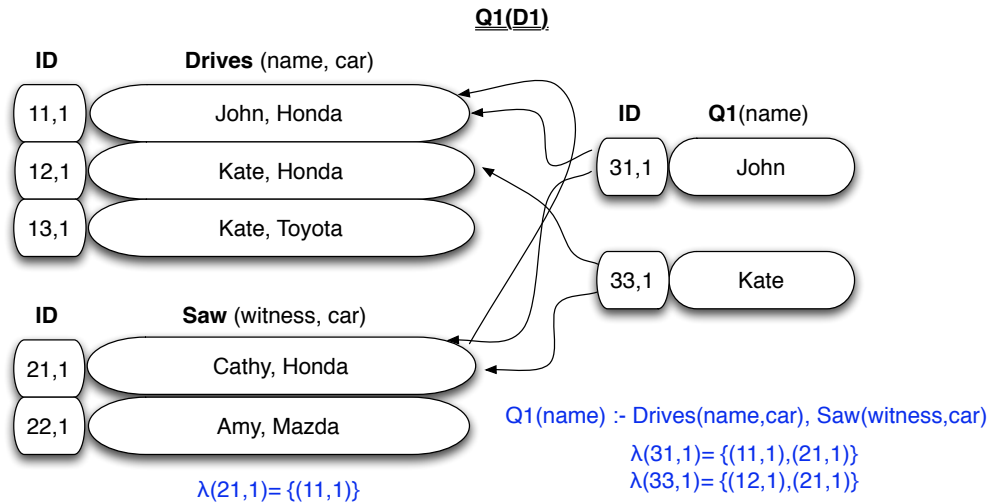 Q1(D1)
ID Drives (name, car)
11,1 John, Honda
12,1 Kate, Honda
13,1 Kate, Toyota
ID Q1(name)
31,1 John
33,1 Kate
ID Saw (witness, car)
21,1 Cathy, Honda
22,1 Amy, Mazda
λ(21,1)= {(11,1)}
Q1(name) :- Drives(name,car), Saw(witness,car)
λ(31,1)= {(11,1),(21,1)}
λ(33,1)= {(12,1),(21,1)}